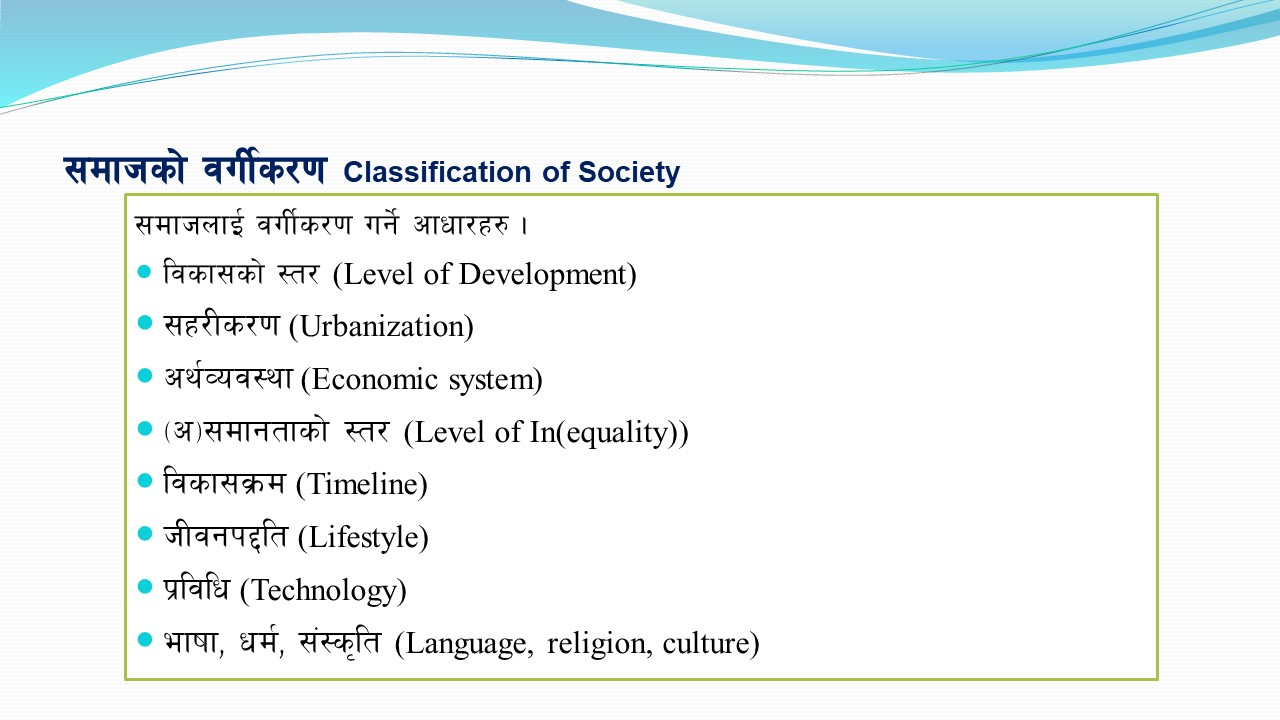 समाजको वर्गीकरण Classification of Society
समाजलाई वर्गीकरण गर्ने आधारहरु ।
विकासको स्तर (Level of Development)
सहरीकरण (Urbanization)
अर्थव्यवस्था (Economic system)
(अ)समानताको स्तर (Level of In(equality))
विकासक्रम (Timeline)
जीवनपद्दति (Lifestyle)
प्रविधि (Technology)
भाषा, धर्म, संस्कृति (Language, religion, culture)